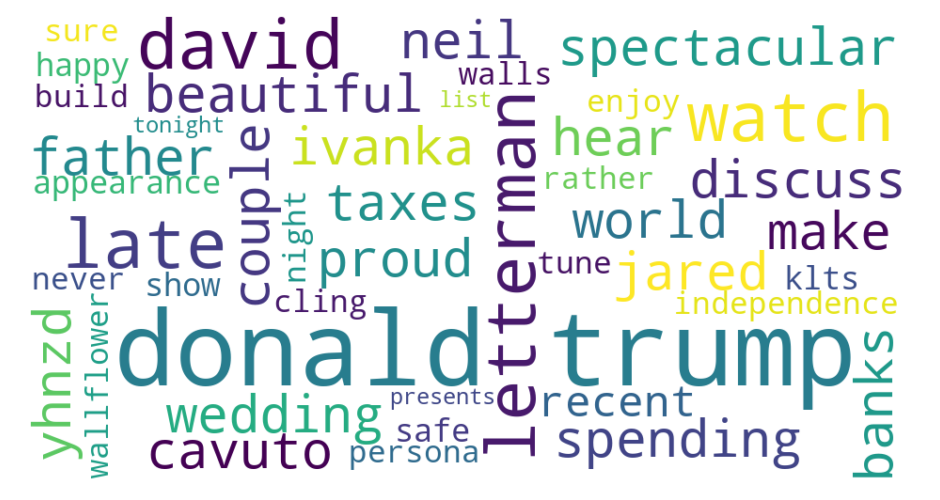 sure
david
neil
spectacular
happy
walls
build
beautiful
list
enjoy
watch
tonight
father
couple
ivanka
letterman
hear
appearance
taxes
rather
discuss
late
night
proud
world
make
never
show
cling
tune
jared
klts
independence
donald trump
yhnzd
wallflower
wedding
presents
recent
banks
cavuto
safe
persona
spending